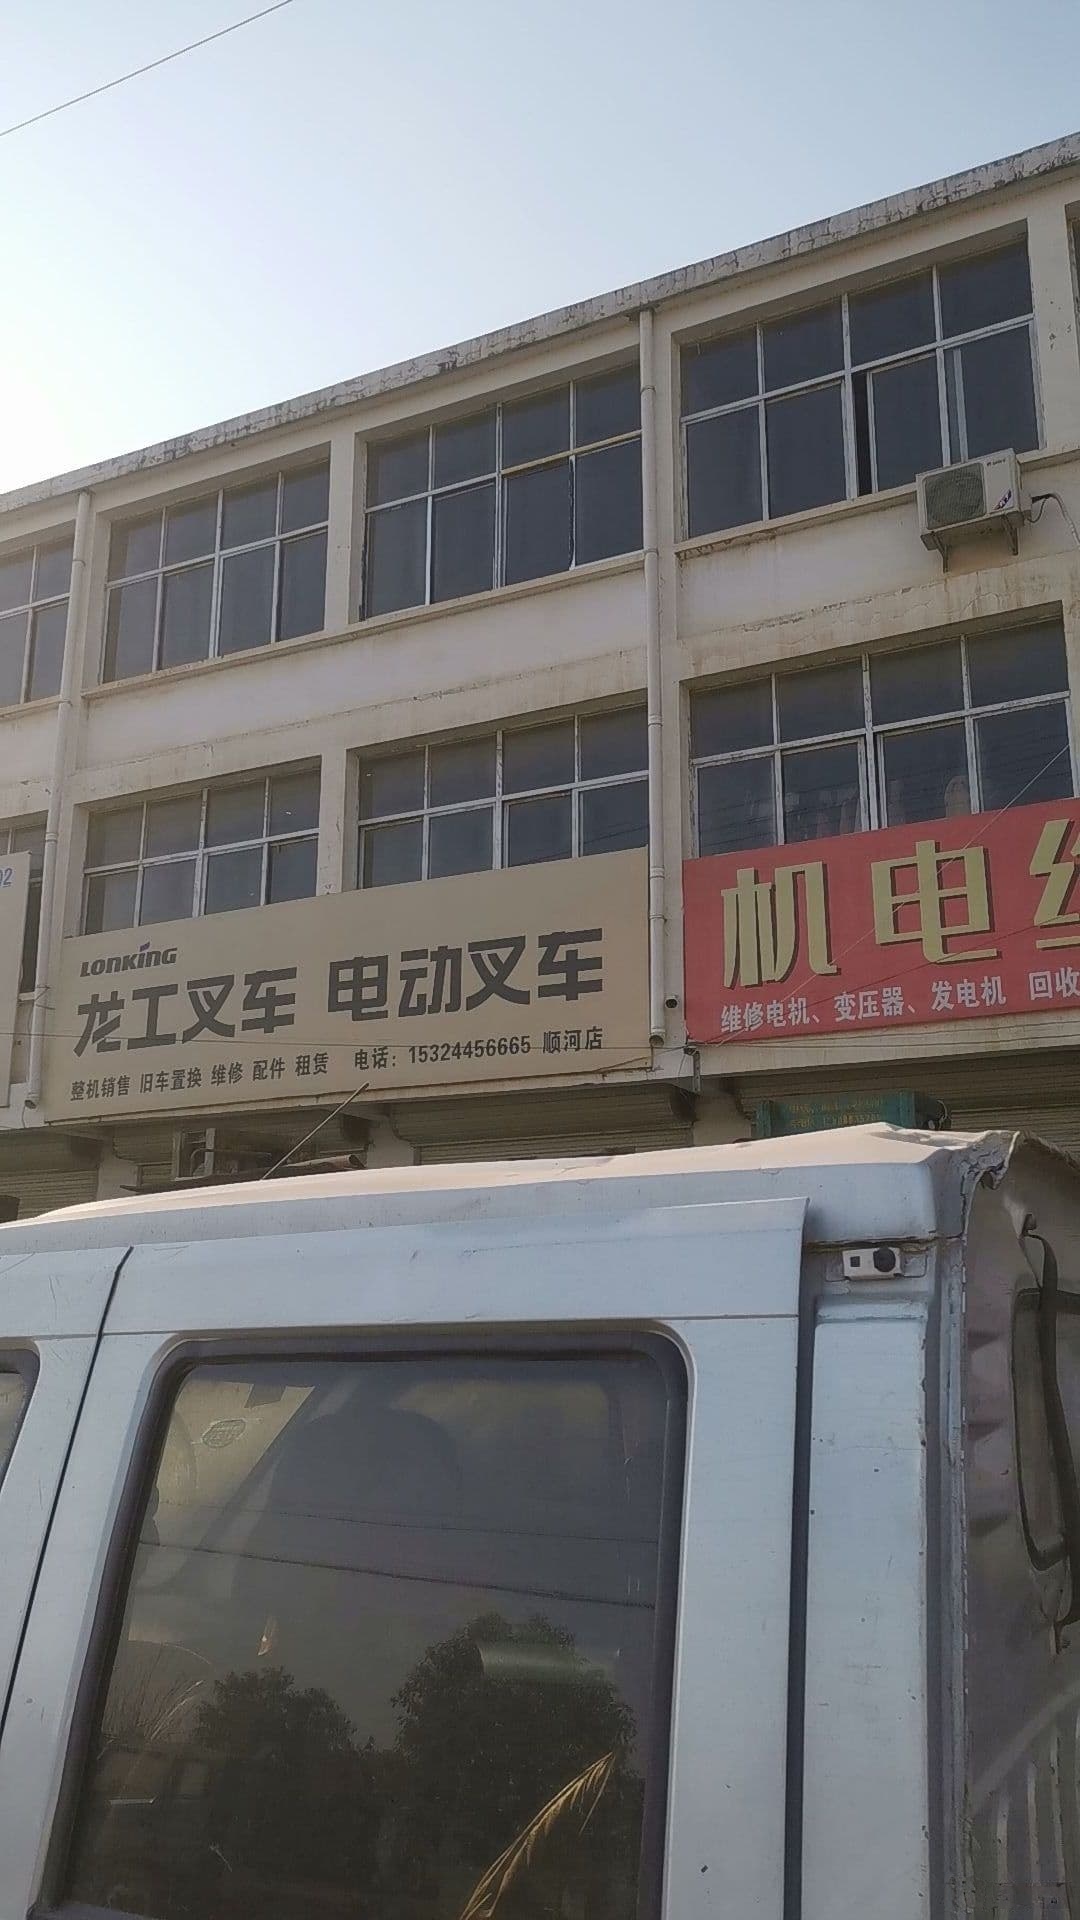 02
LONKING
龙工叉车 电动叉车
整机销售 旧车置换 维修 配件 租赁 电话：15324456665 顺河店
机电
维修电机、变压器、发电机 回收